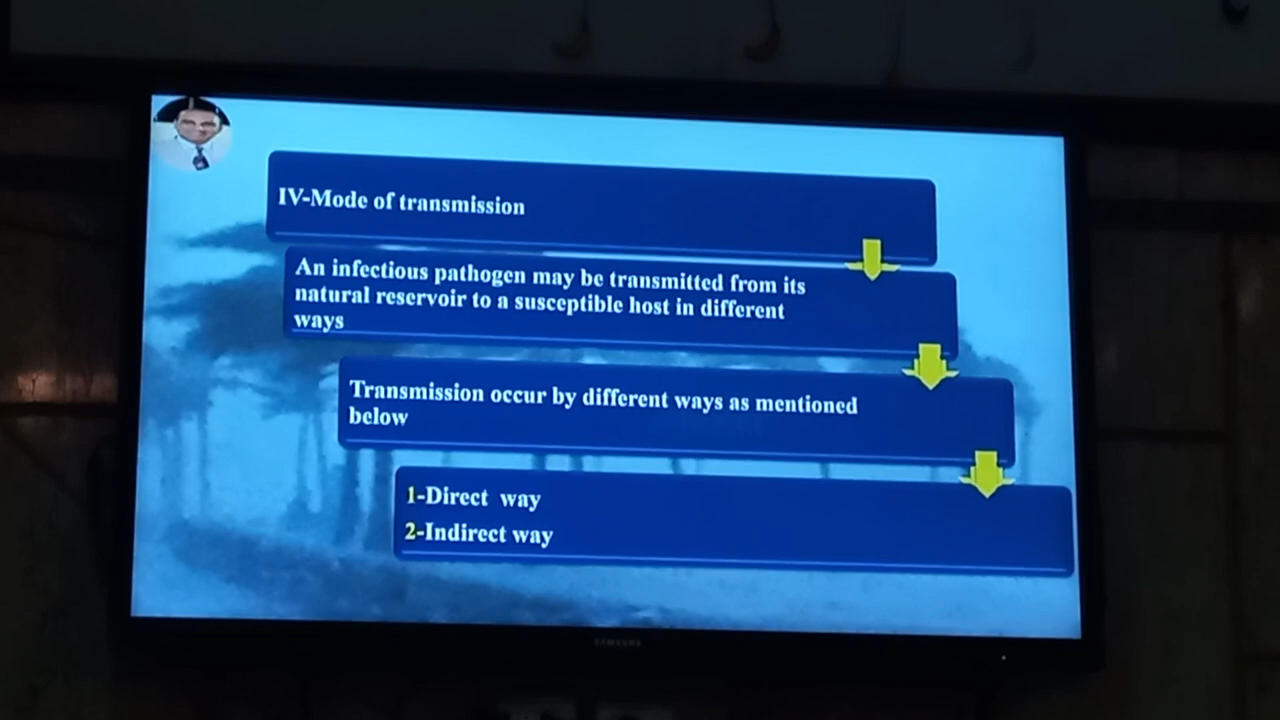 IV-Mode of transmission
An infectious pathogen may be transmitted from its
natural reservoir to a susceptible host in different
ways
Transmission occur by different ways as mentioned
below
1-Direct  way
2-Indirect way
SAMSUNG